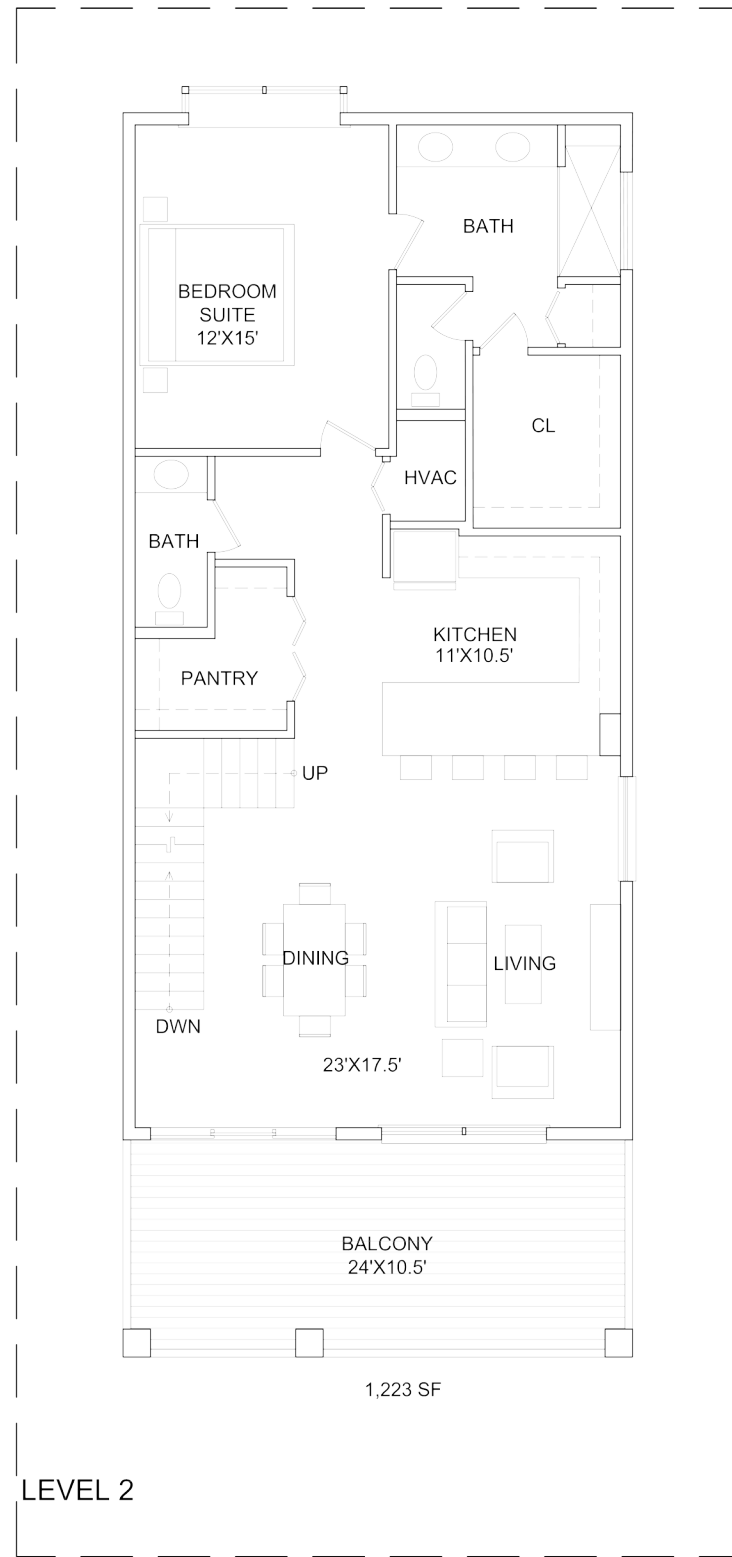 BATH
BEDROOM
SUITE
12'X15'
CL
HVAC
BATH
KITCHEN
11'X10.5'
PANTRY
UP
DINING
LIVING
DWN
23'X17.5'
BALCONY
24'X10.5'
1,223 SF
LEVEL 2